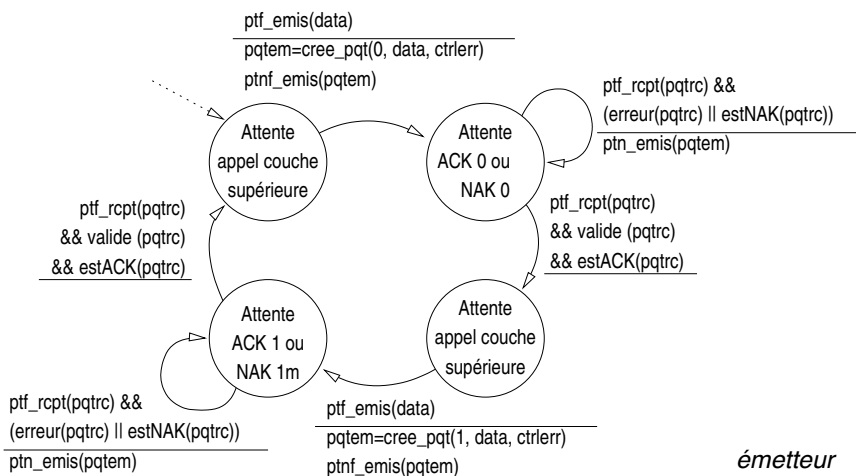 ptf_emis(data)
pqtem=cree_pqt(0, data, ctrlerr)
ptnf_emis(pqtem)
Attente
appel couche
supérieure
Attente
ACK 0 ou
NAK 0
ptf_rcpt(pqtrc) &&
(erreur(pqtrc) || estNAK(pqtrc))
ptn_emis(pqtem)
ptf_rcpt(pqtrc)
&& valide (pqtrc)
&& estACK(pqtrc)
ptf_rcpt(pqtrc)
&& valide (pqtrc)
&& estACK(pqtrc)
Attente
ACK 1 ou
NAK 1m
Attente
appel couche
supérieure
ptf_rcpt(pqtrc) &&
(erreur(pqtrc) || estNAK(pqtrc))
ptn_emis(pqtem)
ptf_emis(data)
pqtem=cree_pqt(1, data, ctrlerr)
ptnf_emis(pqtem)
émetteur